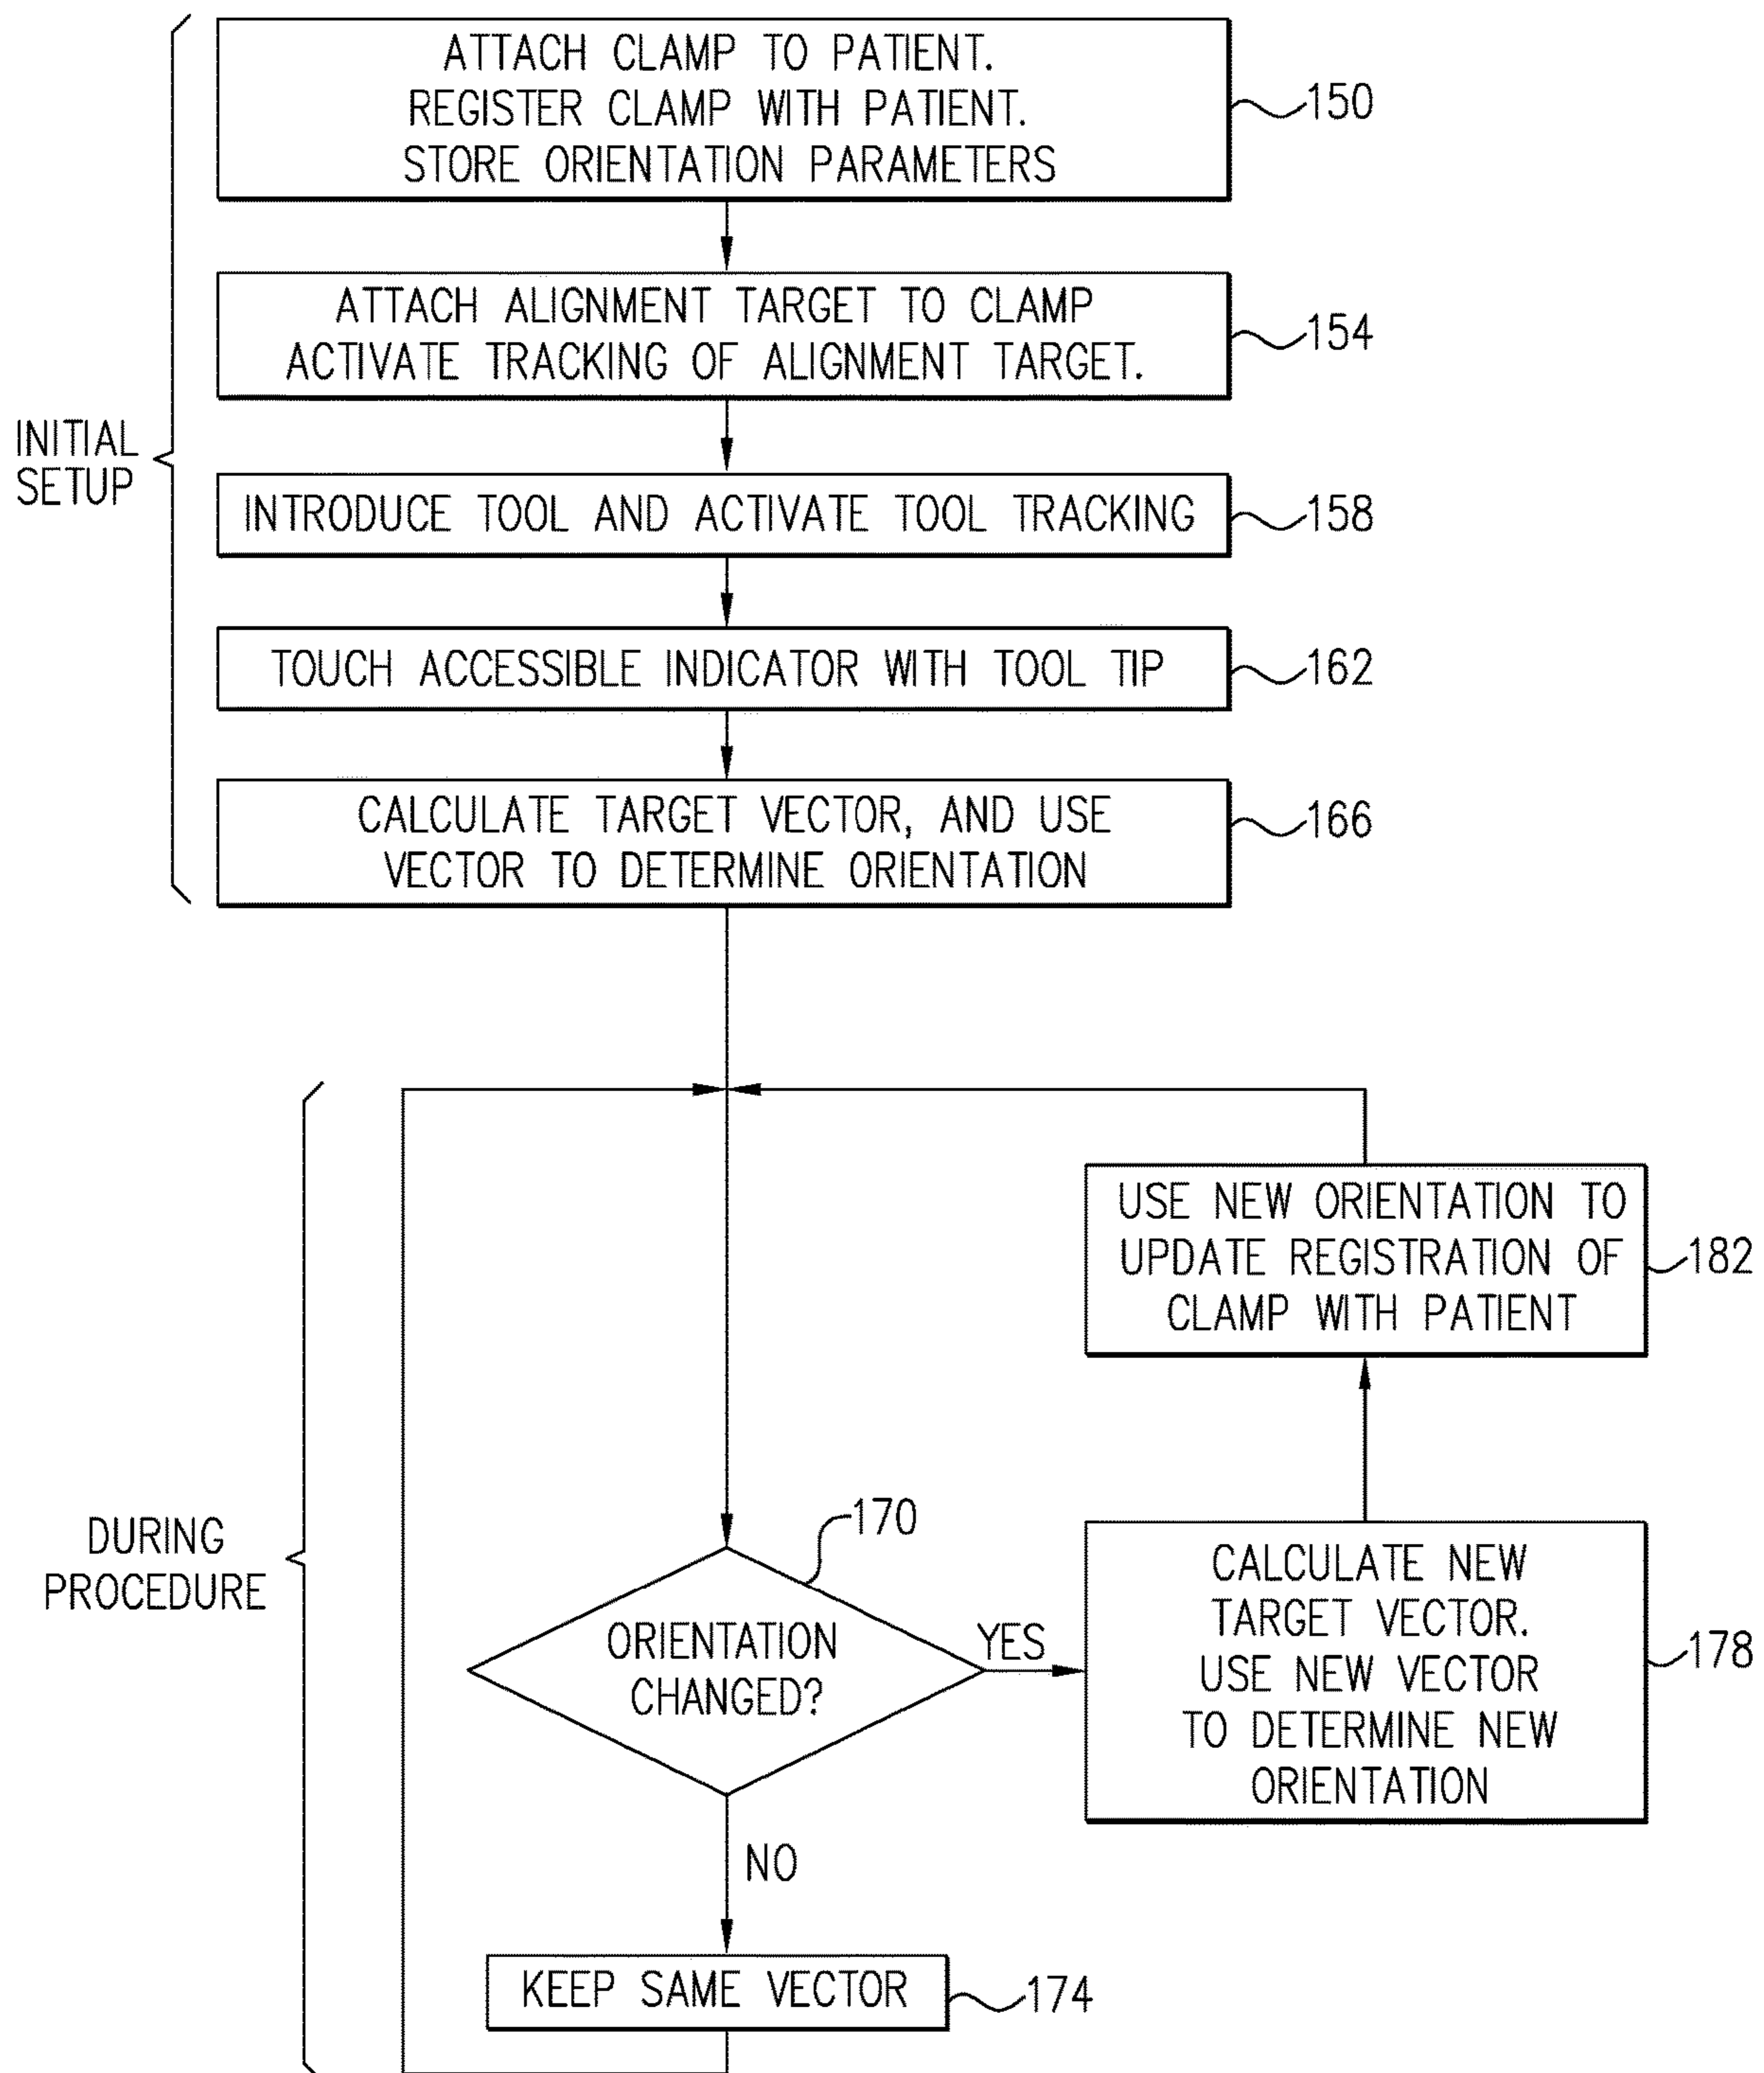 ATTACH CLAMP TO PATIENT.
REGISTER CLAMP WITH PATIENT.
STORE ORIENTATION PARAMETERS
150
ATTACH ALIGNMENT TARGET TO CLAMP
ACTIVATE TRACKING OF ALIGNMENT TARGET.
154
INITIAL
SETUP
INTRODUCE TOOL AND ACTIVATE TOOL TRACKING
158
TOUCH ACCESSIBLE INDICATOR WITH TOOL TIP
162
CALCULATE TARGET VECTOR, AND USE
VECTOR TO DETERMINE ORIENTATION
166
USE NEW ORIENTATION TO
UPDATE REGISTRATION OF
CLAMP WITH PATIENT
182
DURING
PROCEDURE
170
ORIENTATION
CHANGED?
YES
CALCULATE NEW
TARGET VECTOR.
USE NEW VECTOR
TO DETERMINE NEW
ORIENTATION
178
NO
KEEP SAME VECTOR
174